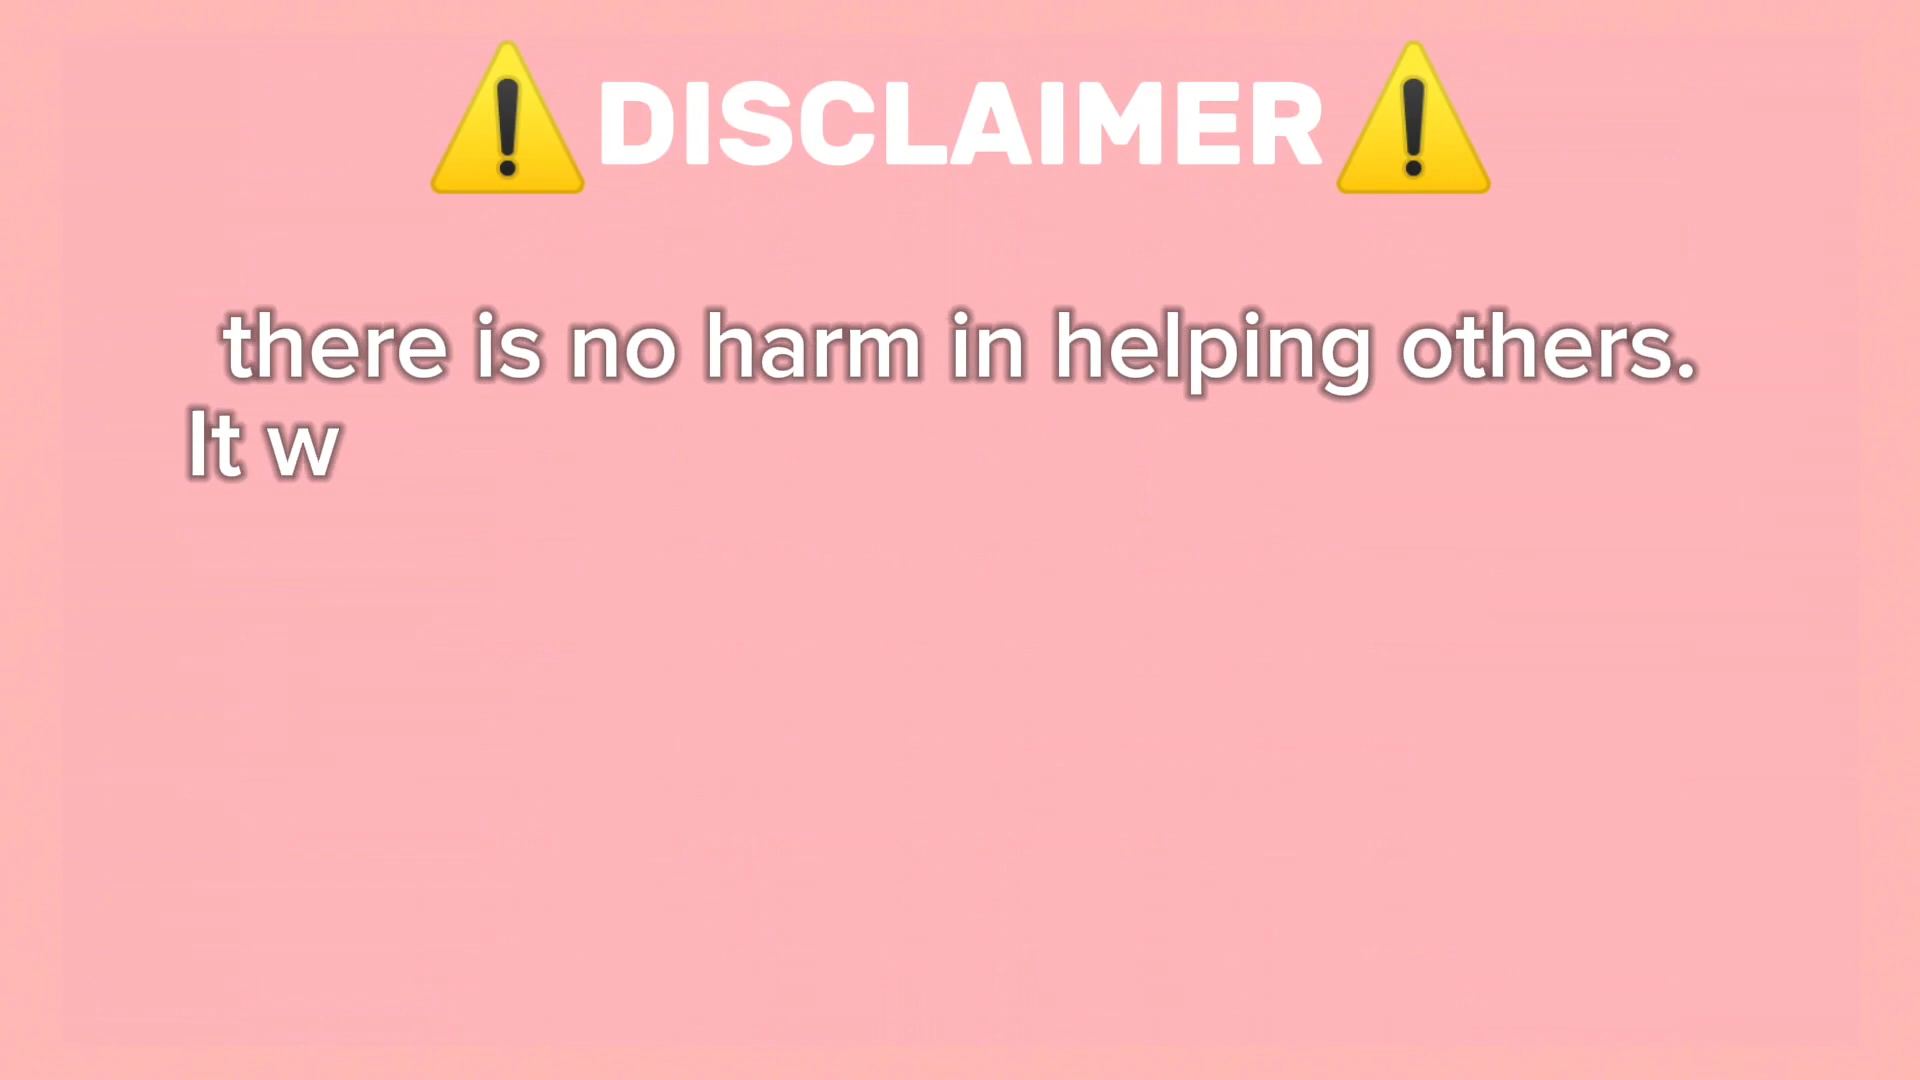 ⚠️DISCLAIMER⚠️
there is no harm in helping others.
It w